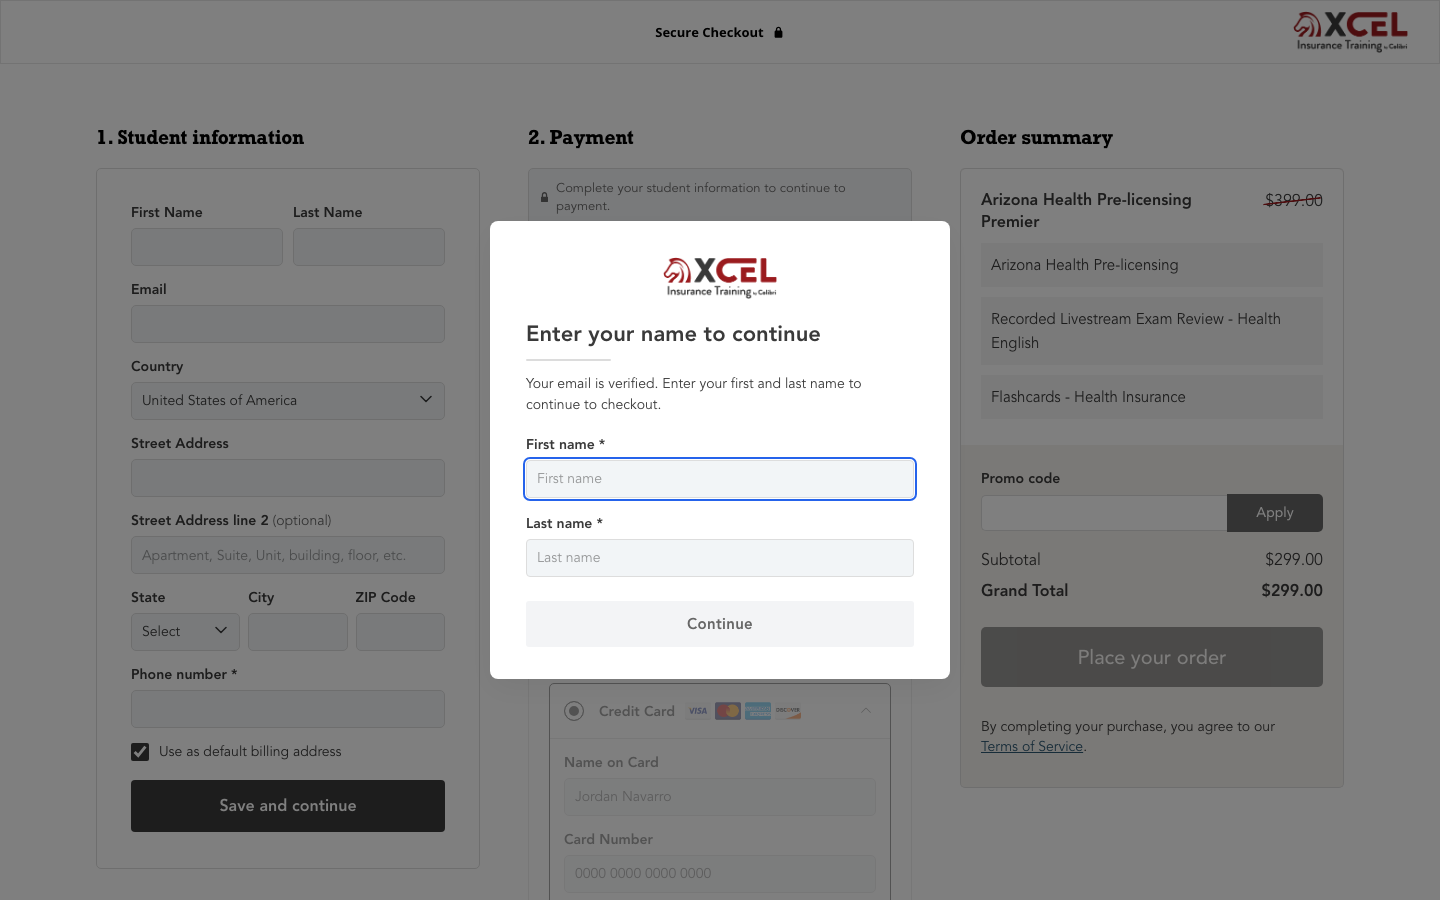 Secure Checkout
XCEL
Insurance Training by Calibri
1. Student information
First Name
Last Name
Email
Country
United States of America
Street Address
Street Address line 2 (optional)
Apartment, Suite, Unit, building, floor, etc.
State
City
ZIP Code
Select
Phone number *
Use as default billing address
Save and continue
2. Payment
Complete your student information to continue to
payment.
XCEL
Insurance Training by Calibri
Enter your name to continue
Your email is verified. Enter your first and last name to
continue to checkout.
First name *
First name
Last name *
Last name
Continue
Credit Card
VISA
DISCOVER
Name on Card
Jordan Navarro
Card Number
0000 0000 0000 0000
Order summary
Arizona Health Pre-licensing
Premier
$399.00
Arizona Health Pre-licensing
Recorded Livestream Exam Review - Health
English
Flashcards - Health Insurance
Promo code
Apply
Subtotal
$299.00
Grand Total
$299.00
Place your order
By completing your purchase, you agree to our
Terms of Service.